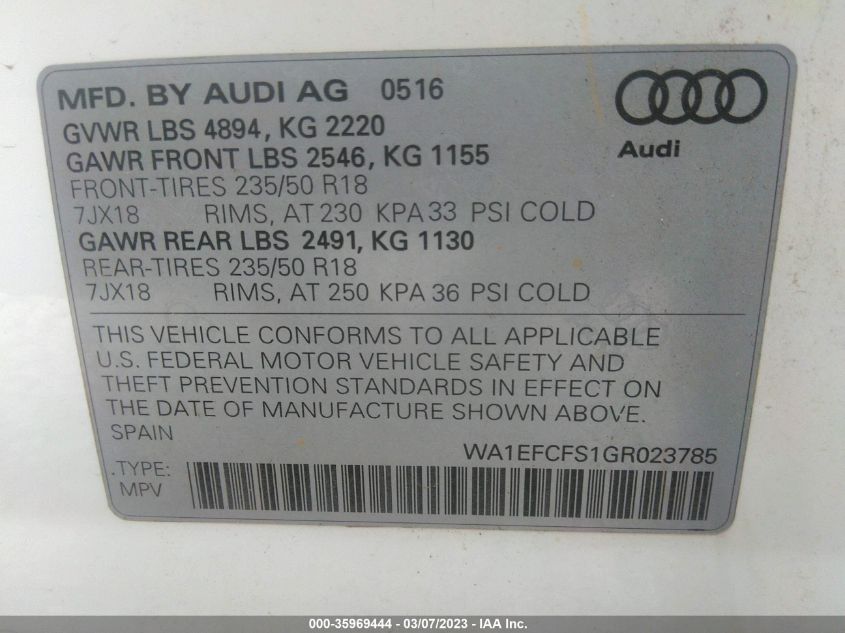 MFD. BY AUDI AG 0516
GVWR LBS 4894, KG 2220
GAWR FRONT LBS 2546, KG 1155
FRONT-TIRES 235/50 R18
7JX18 RIMS, AT 230 KPA 33 PSI COLD
GAWR REAR LBS 2491, KG 1130
REAR-TIRES 235/50 R18
7JX18 RIMS, AT 250 KPA 36 PSI COLD
Audi
THIS VEHICLE CONFORMS TO ALL APPLICABLE
U.S. FEDERAL MOTOR VEHICLE SAFETY AND
THEFT PREVENTION STANDARDS IN EFFECT ON
THE DATE OF MANUFACTURE SHOWN ABOVE.
SPAIN
WA1EFCFS1GR023785
.TYPE:
MPV
000-35969444 - 03/07/2023 - IAA Inc.